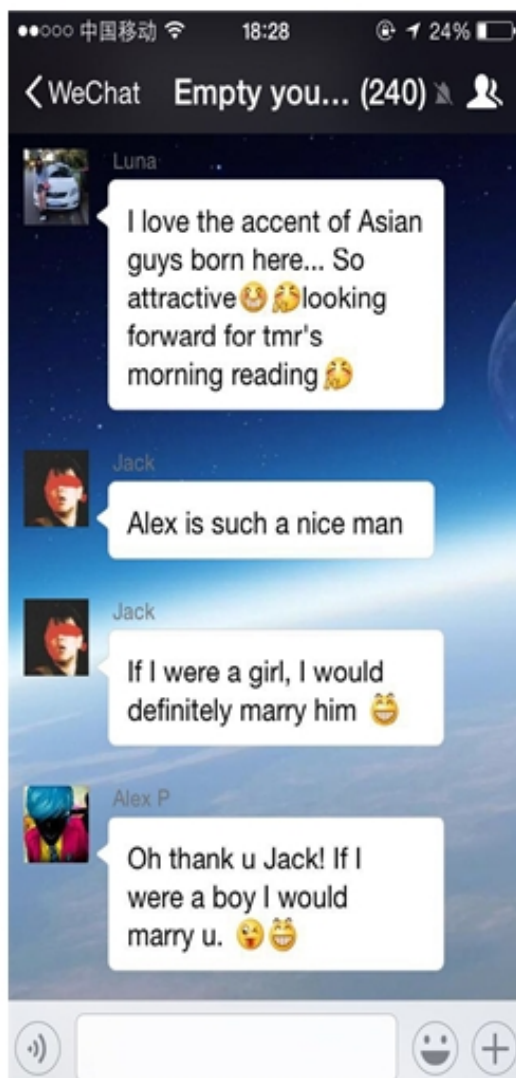 中国移动 18:28 24%
WeChat Empty you... (240)
Luna
I love the accent of Asian
guys born here... So
attractive😁🫣looking
forward for tmr's
morning reading🫣
Jack
Alex is such a nice man
Jack
If I were a girl, I would
definitely marry him 😁
Alex P
Oh thank u Jack! If I
were a boy I would
marry u. 😜😁